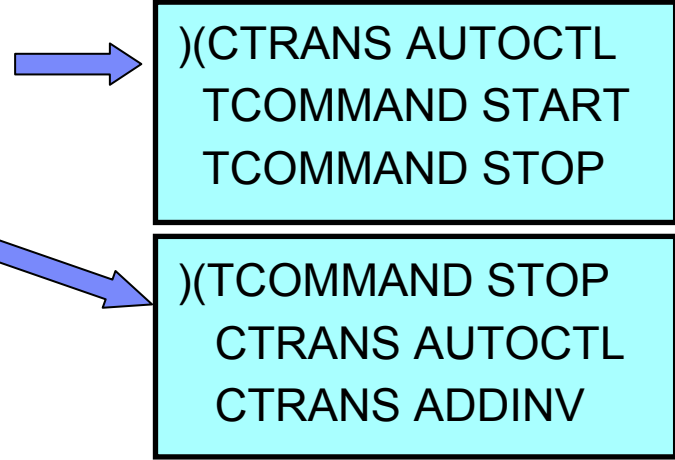 )(CTRANS AUTOCTL
TCOMMAND START
TCOMMAND STOP
)(TCOMMAND STOP
CTRANS AUTOCTL
CTRANS ADDINV